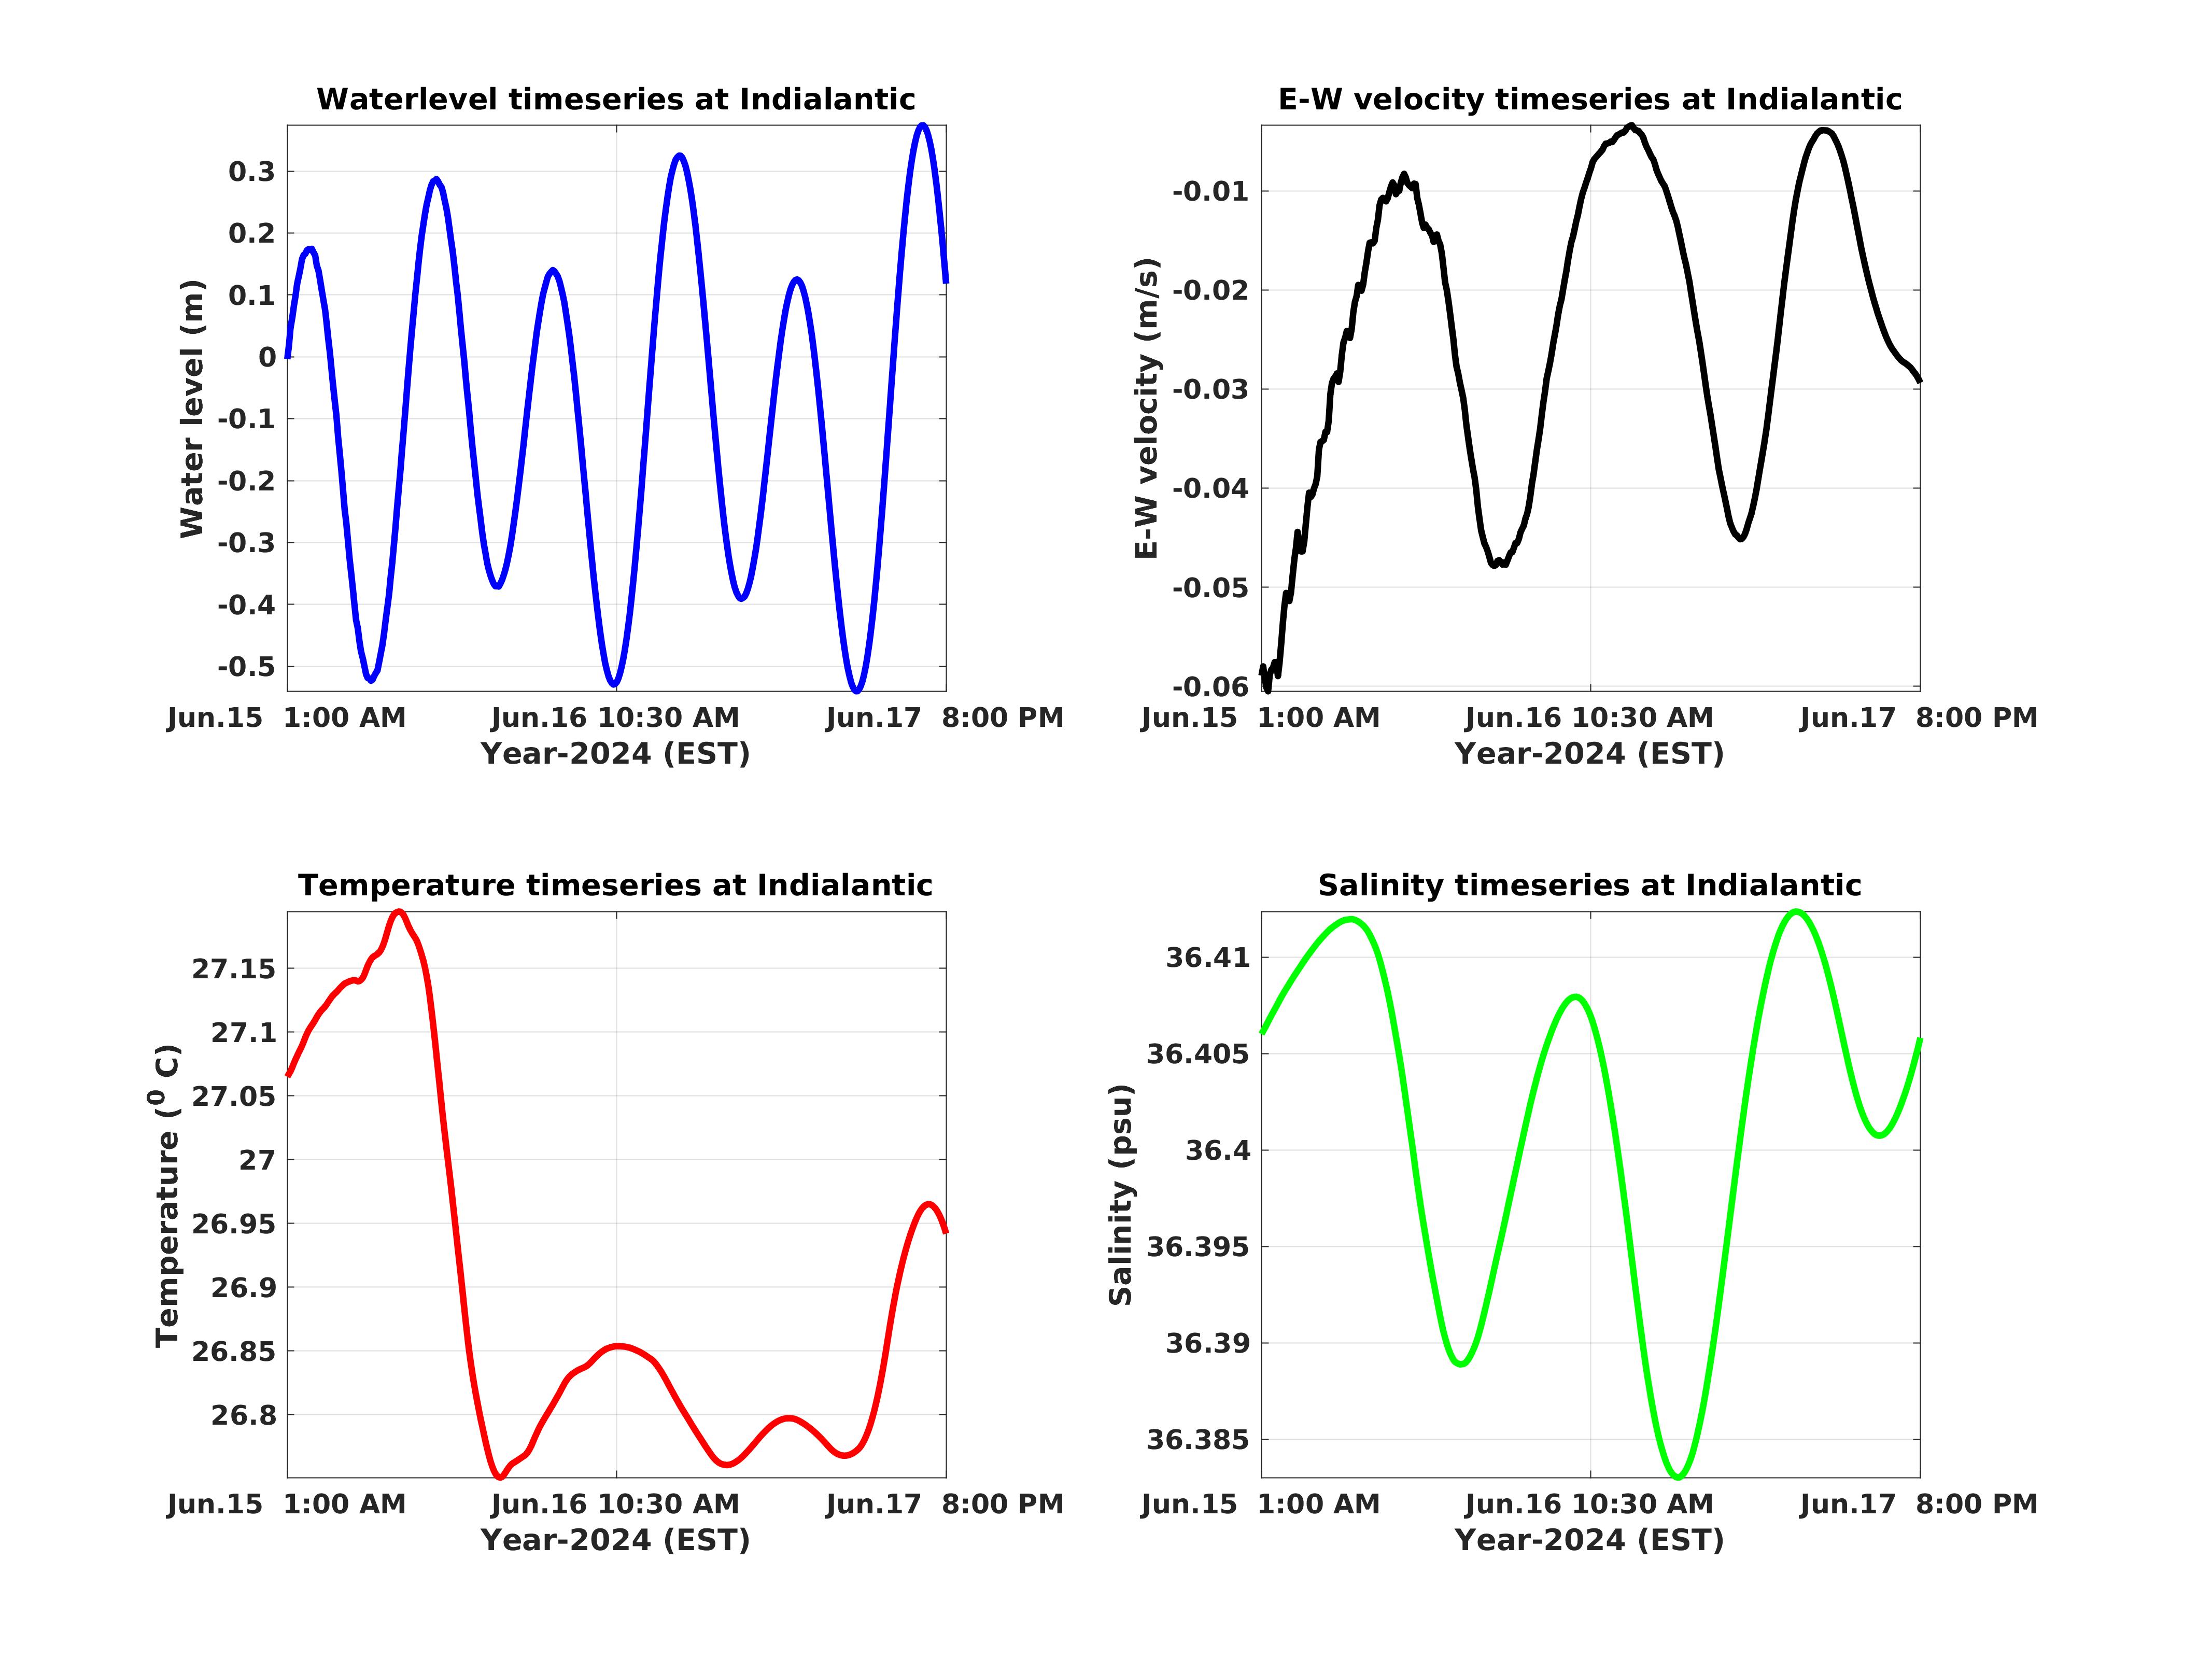 Waterlevel timeseries at Indialantic
Water level (m)
0.3
0.2
0.1
0
-0.1
-0.2
-0.3
-0.4
-0.5
Jun.15 1:00 AM Jun.16 10:30 AM Jun.17 8:00 PM
Year-2024 (EST)
E-W velocity timeseries at Indialantic
E-W velocity (m/s)
-0.01
-0.02
-0.03
-0.04
-0.05
-0.06
Jun.15 1:00 AM Jun.16 10:30 AM Jun.17 8:00 PM
Year-2024 (EST)
Temperature timeseries at Indialantic
Temperature (⁰ C)
27.15
27.1
27.05
27
26.95
26.9
26.85
26.8
Jun.15 1:00 AM Jun.16 10:30 AM Jun.17 8:00 PM
Year-2024 (EST)
Salinity timeseries at Indialantic
Salinity (psu)
36.41
36.405
36.4
36.395
36.39
36.385
Jun.15 1:00 AM Jun.16 10:30 AM Jun.17 8:00 PM
Year-2024 (EST)